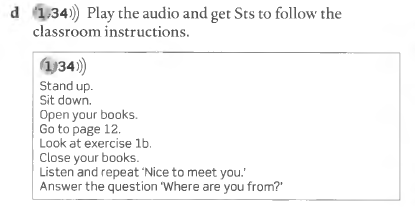 d 1.34))) Play the audio and get Sts to follow the
classroom instructions.
1.34)))
Stand up.
Sit down.
Open your books.
Go to page 12.
Look at exercise 1b.
Close your books.
Listen and repeat 'Nice to meet you.'
Answer the question 'Where are you from?'